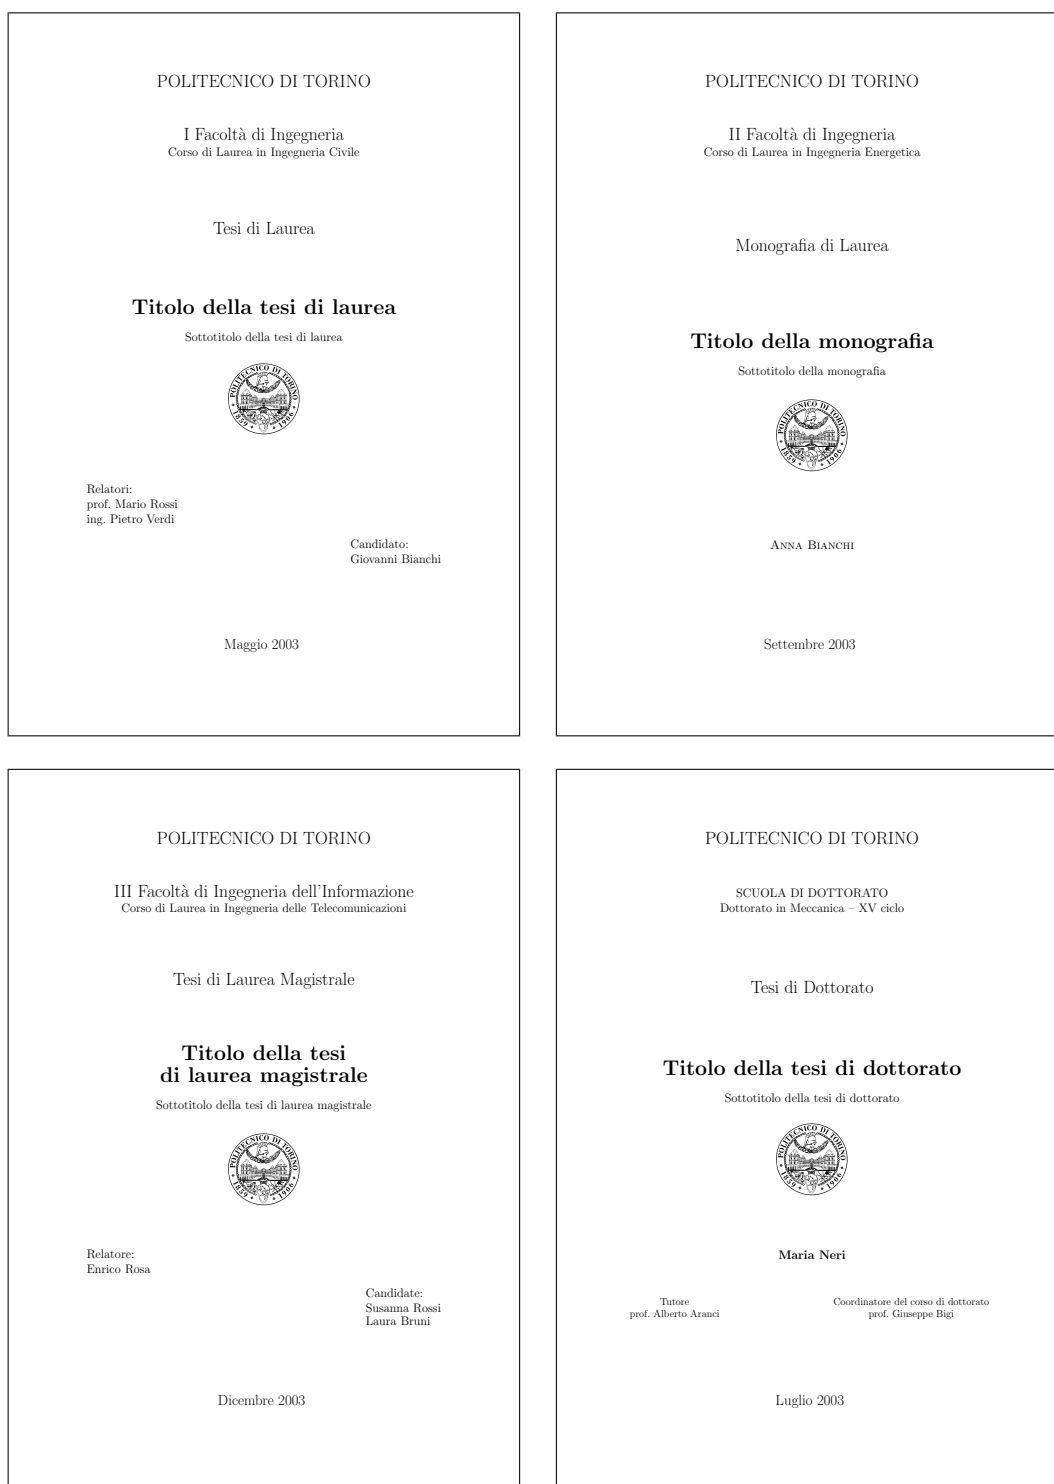 POLITECNICO DI TORINO
I Facoltà di Ingegneria
Corso di Laurea in Ingegneria Civile
Tesi di Laurea
Titolo della tesi di laurea
Sottotitolo della tesi di laurea
POLITECNICO DI TORINO
1859 • • 1906
Relatori:
prof. Mario Rossi
ing. Pietro Verdi
Candidato:
Giovanni Bianchi
Maggio 2003
POLITECNICO DI TORINO
II Facoltà di Ingegneria
Corso di Laurea in Ingegneria Energetica
Monografia di Laurea
Titolo della monografia
Sottotitolo della monografia
POLITECNICO DI TORINO
1859 • • 1906
Anna Bianchi
Settembre 2003
POLITECNICO DI TORINO
III Facoltà di Ingegneria dell'Informazione
Corso di Laurea in Ingegneria delle Telecomunicazioni
Tesi di Laurea Magistrale
Titolo della tesi
di laurea magistrale
Sottotitolo della tesi di laurea magistrale
POLITECNICO DI TORINO
1859 • • 1906
Relatore:
Enrico Rosa
Candidate:
Susanna Rossi
Laura Bruni
Dicembre 2003
POLITECNICO DI TORINO
SCUOLA DI DOTTORATO
Dottorato in Meccanica – XV ciclo
Tesi di Dottorato
Titolo della tesi di dottorato
Sottotitolo della tesi di dottorato
POLITECNICO DI TORINO
1859 • • 1906
Maria Neri
Tutore
prof. Alberto Aranci
Coordinatore del corso di dottorato
prof. Giuseppe Bigi
Luglio 2003